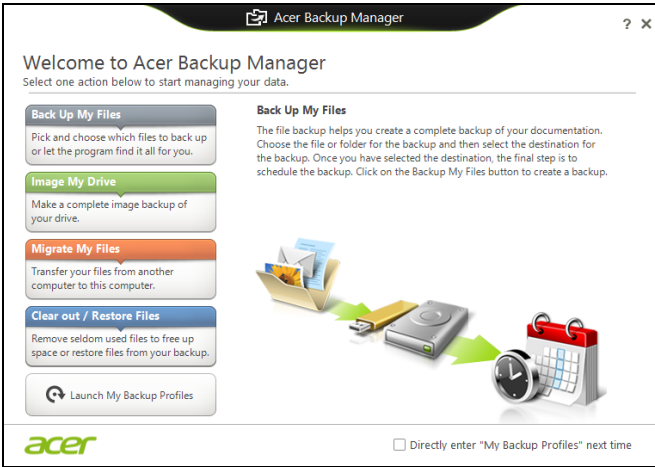 Acer Backup Manager
? ×
Welcome to Acer Backup Manager
Select one action below to start managing your data.
Back Up My Files
Pick and choose which files to back up
or let the program find it all for you.
Image My Drive
Make a complete image backup of
your drive.
Migrate My Files
Transfer your files from another
computer to this computer.
Clear out / Restore Files
Remove seldom used files to free up
space or restore files from your backup.
Launch My Backup Profiles
Back Up My Files
The file backup helps you create a complete backup of your documentation.
Choose the file or folder for the backup and then select the destination for
the backup. Once you have selected the destination, the final step is to
schedule the backup. Click on the Backup My Files button to create a backup.
acer
Directly enter "My Backup Profiles" next time